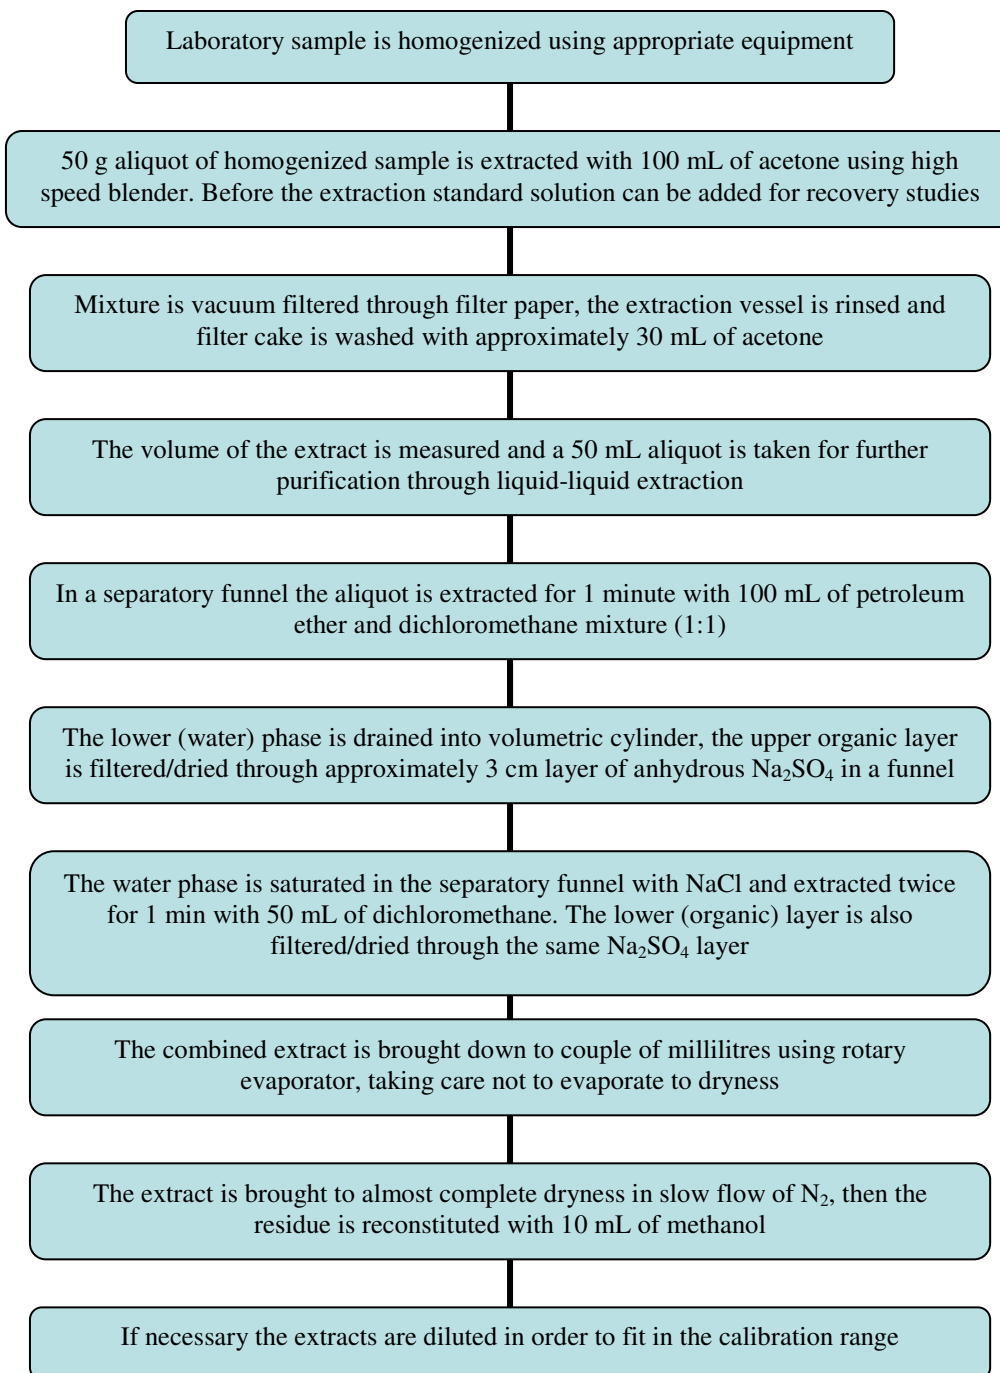 Laboratory sample is homogenized using appropriate equipment
50 g aliquot of homogenized sample is extracted with 100 mL of acetone using high
speed blender. Before the extraction standard solution can be added for recovery studies
Mixture is vacuum filtered through filter paper, the extraction vessel is rinsed and
filter cake is washed with approximately 30 mL of acetone
The volume of the extract is measured and a 50 mL aliquot is taken for further
purification through liquid-liquid extraction
In a separatory funnel the aliquot is extracted for 1 minute with 100 mL of petroleum
ether and dichloromethane mixture (1:1)
The lower (water) phase is drained into volumetric cylinder, the upper organic layer
is filtered/dried through approximately 3 cm layer of anhydrous Na₂SO₄ in a funnel
The water phase is saturated in the separatory funnel with NaCl and extracted twice
for 1 min with 50 mL of dichloromethane. The lower (organic) layer is also
filtered/dried through the same Na₂SO₄ layer
The combined extract is brought down to couple of millilitres using rotary
evaporator, taking care not to evaporate to dryness
The extract is brought to almost complete dryness in slow flow of N₂, then the
residue is reconstituted with 10 mL of methanol
If necessary the extracts are diluted in order to fit in the calibration range